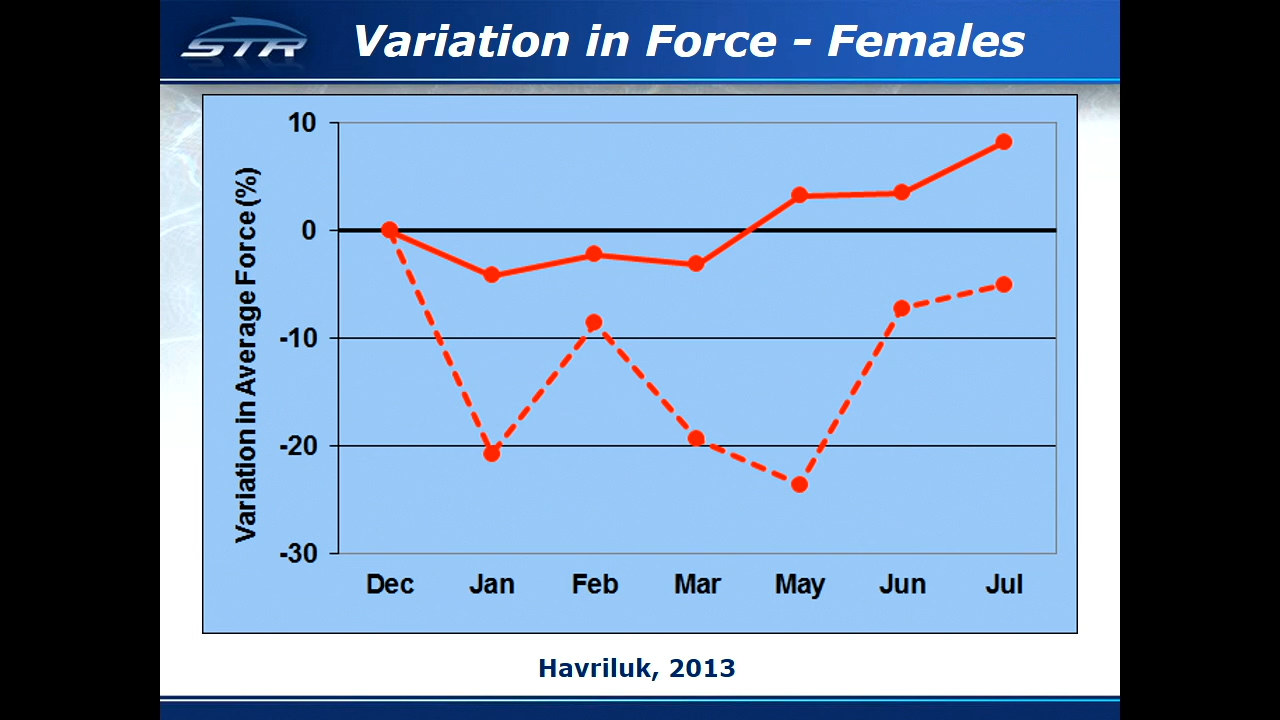 STR
Variation in Force - Females
Variation in Average Force (%)
10
0
-10
-20
-30
Dec Jan Feb Mar May Jun Jul
Havriluk, 2013